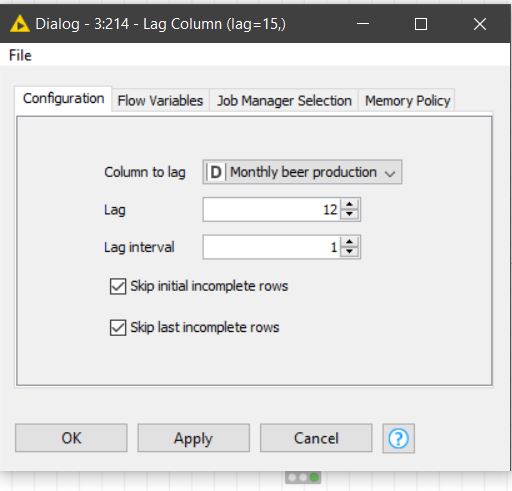 Dialog - 3:214 - Lag Column (lag=15,)
File
Configuration Flow Variables Job Manager Selection Memory Policy
Column to lag D Monthly beer production
Lag 12
Lag interval 1
Skip initial incomplete rows
Skip last incomplete rows
OK Apply Cancel ?